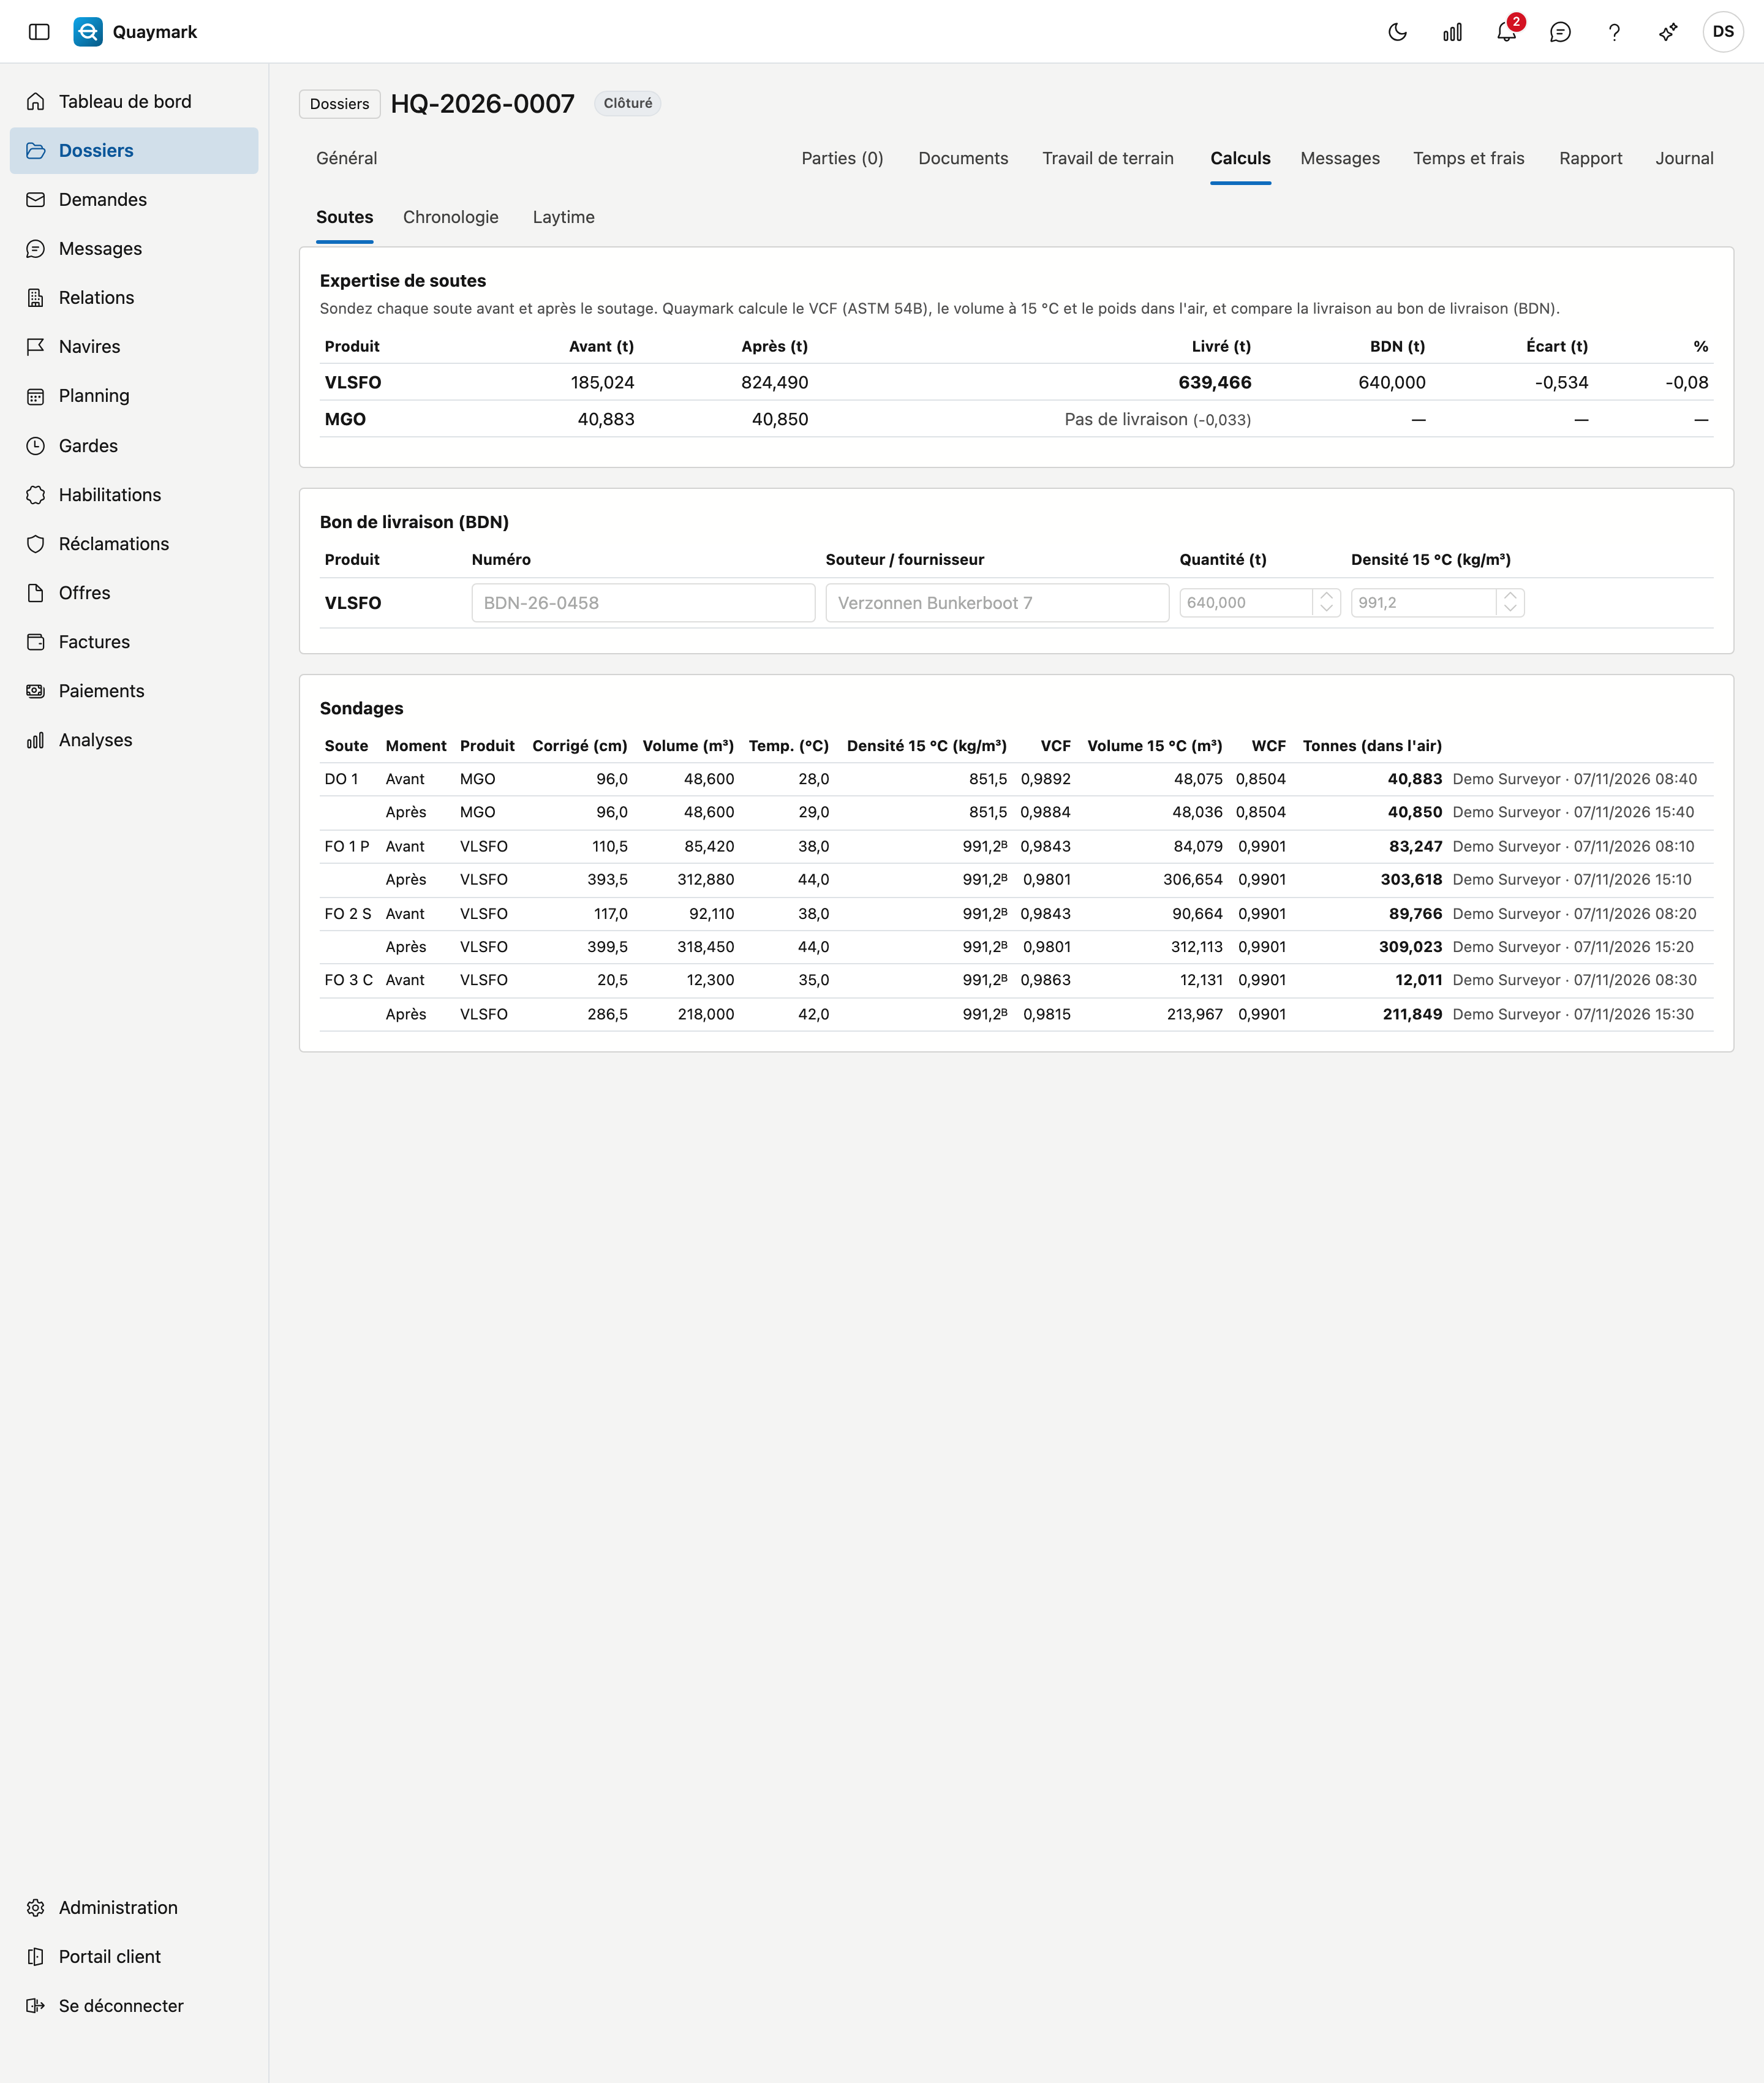 Quaymark
2
DS
Tableau de bord
Dossiers
Demandes
Messages
Relations
Navires
Planning
Gardes
Habilitations
Réclamations
Offres
Factures
Paiements
Analyses
Administration
Portail client
Se déconnecter
Dossiers HQ-2026-0007 Clôturé
Général Parties (0) Documents Travail de terrain Calculs Messages Temps et frais Rapport Journal
Soutes Chronologie Laytime
Expertise de soutes
Sondez chaque soute avant et après le soutage. Quaymark calcule le VCF (ASTM 54B), le volume à 15 °C et le poids dans l'air, et compare la livraison au bon de livraison (BDN).
Produit Avant (t) Après (t) Livré (t) BDN (t) Écart (t) %
VLSFO 185,024 824,490 639,466 640,000 -0,534 -0,08
MGO 40,883 40,850 Pas de livraison (-0,033) — — —
Bon de livraison (BDN)
Produit Numéro Souteur / fournisseur Quantité (t) Densité 15 °C (kg/m³)
VLSFO BDN-26-0458 Verzonnen Bunkerboot 7 640,000 991,2
Sondages
Soute Moment Produit Corrigé (cm) Volume (m³) Temp. (°C) Densité 15 °C (kg/m³) VCF Volume 15 °C (m³) WCF Tonnes (dans l'air)
DO 1 Avant MGO 96,0 48,600 28,0 851,5 0,9892 48,075 0,8504 40,883 Demo Surveyor · 07/11/2026 08:40
Après MGO 96,0 48,600 29,0 851,5 0,9884 48,036 0,8504 40,850 Demo Surveyor · 07/11/2026 15:40
FO 1 P Avant VLSFO 110,5 85,420 38,0 991,2ᴮ 0,9843 84,079 0,9901 83,247 Demo Surveyor · 07/11/2026 08:10
Après VLSFO 393,5 312,880 44,0 991,2ᴮ 0,9801 306,654 0,9901 303,618 Demo Surveyor · 07/11/2026 15:10
FO 2 S Avant VLSFO 117,0 92,110 38,0 991,2ᴮ 0,9843 90,664 0,9901 89,766 Demo Surveyor · 07/11/2026 08:20
Après VLSFO 399,5 318,450 44,0 991,2ᴮ 0,9801 312,113 0,9901 309,023 Demo Surveyor · 07/11/2026 15:20
FO 3 C Avant VLSFO 20,5 12,300 35,0 991,2ᴮ 0,9863 12,131 0,9901 12,011 Demo Surveyor · 07/11/2026 08:30
Après VLSFO 286,5 218,000 42,0 991,2ᴮ 0,9815 213,967 0,9901 211,849 Demo Surveyor · 07/11/2026 15:30